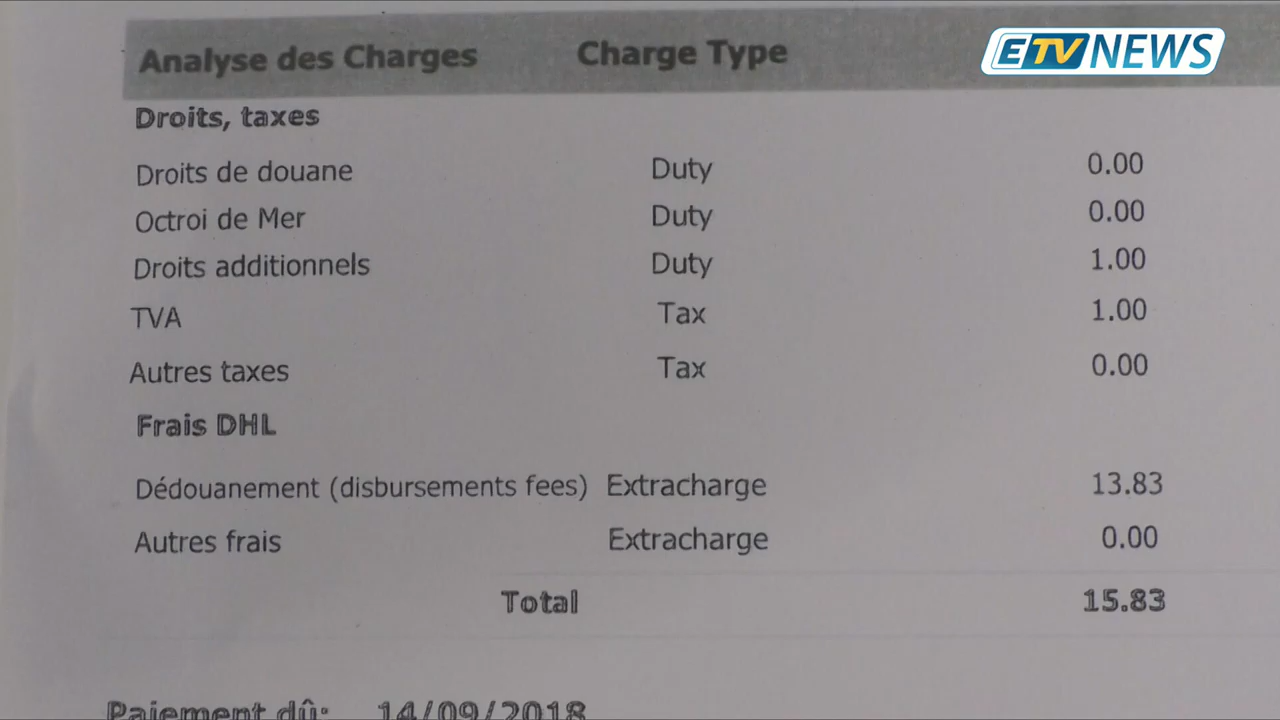 ETVNEWS
Analyse des Charges Charge Type
Droits, taxes
Droits de douane Duty 0.00
Octroi de Mer Duty 0.00
Droits additionnels Duty 1.00
TVA Tax 1.00
Autres taxes Tax 0.00
Frais DHL
Dédouanement (disbursements fees) Extracharge 13.83
Autres frais Extracharge 0.00
Total 15.83
Paiement dû: 14/09/2018